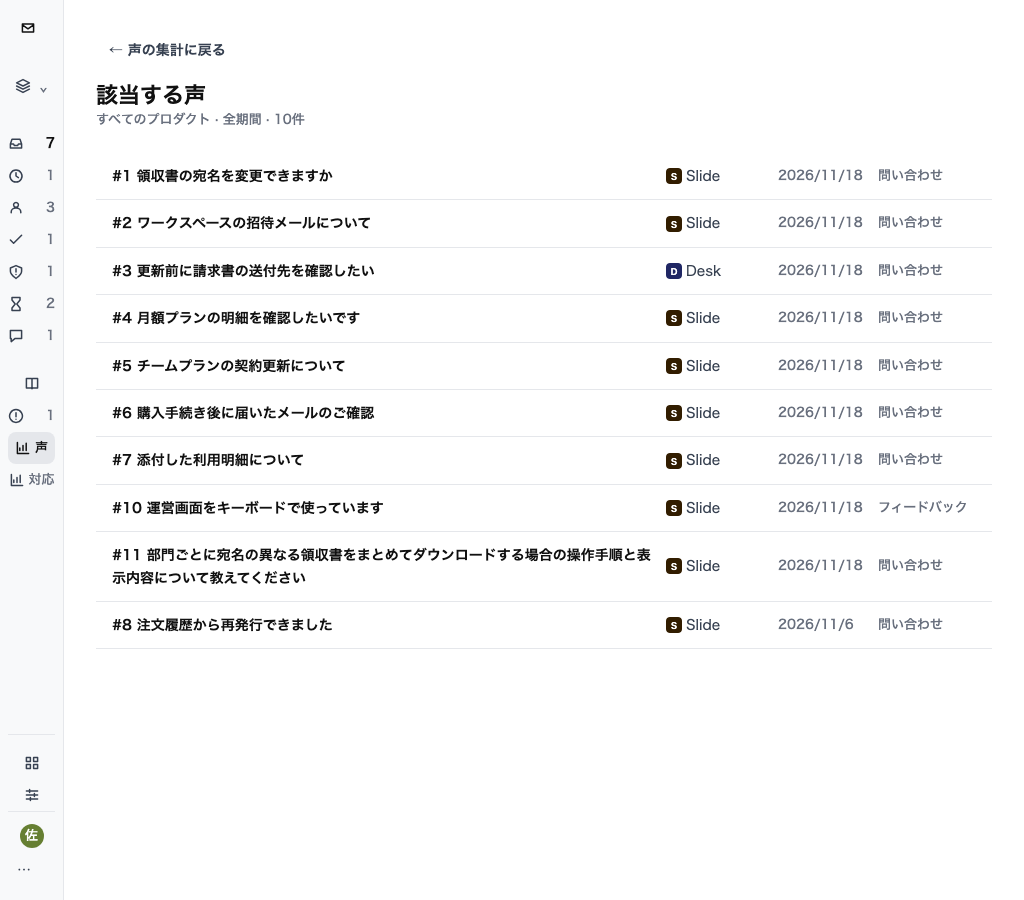 7
1
3
1
1
2
1
1
声
対応
佐
…
← 声の集計に戻る
該当する声
すべてのプロダクト · 全期間 · 10件
#1 領収書の宛名を変更できますか S Slide 2026/11/18 問い合わせ
#2 ワークスペースの招待メールについて S Slide 2026/11/18 問い合わせ
#3 更新前に請求書の送付先を確認したい D Desk 2026/11/18 問い合わせ
#4 月額プランの明細を確認したいです S Slide 2026/11/18 問い合わせ
#5 チームプランの契約更新について S Slide 2026/11/18 問い合わせ
#6 購入手続き後に届いたメールのご確認 S Slide 2026/11/18 問い合わせ
#7 添付した利用明細について S Slide 2026/11/18 問い合わせ
#10 運営画面をキーボードで使っています S Slide 2026/11/18 フィードバック
#11 部門ごとに宛名の異なる領収書をまとめてダウンロードする場合の操作手順と表
示内容について教えてください S Slide 2026/11/18 問い合わせ
#8 注文履歴から再発行できました S Slide 2026/11/6 問い合わせ